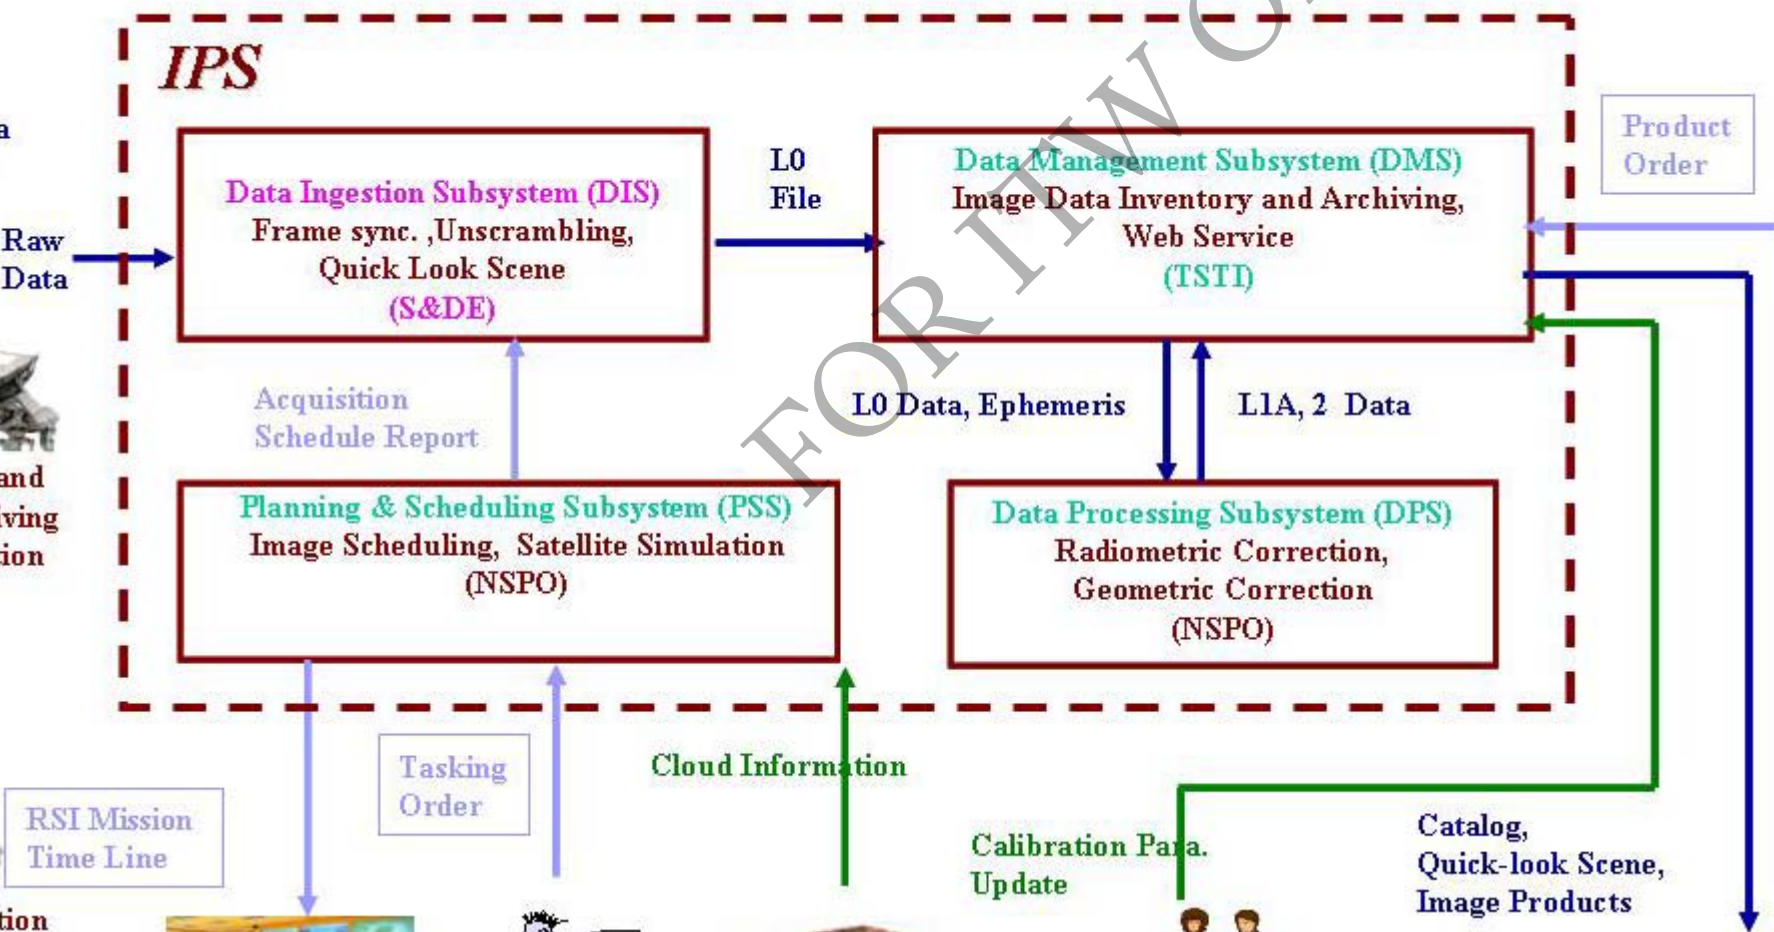 IPS
Raw
Data
Data Ingestion Subsystem (DIS)
Frame sync. ,Unscrambling,
Quick Look Scene
(S&DE)
L0
File
Data Management Subsystem (DMS)
Image Data Inventory and Archiving,
Web Service
(TSTI)
Product
Order
Acquisition
Schedule Report
L0 Data, Ephemeris
L1A, 2 Data
Planning & Scheduling Subsystem (PSS)
Image Scheduling, Satellite Simulation
(NSPO)
Data Processing Subsystem (DPS)
Radiometric Correction,
Geometric Correction
(NSPO)
Tasking
Order
Cloud Information
RSI Mission
Time Line
Calibration Para.
Update
Catalog,
Quick-look Scene,
Image Products
FOR ITW